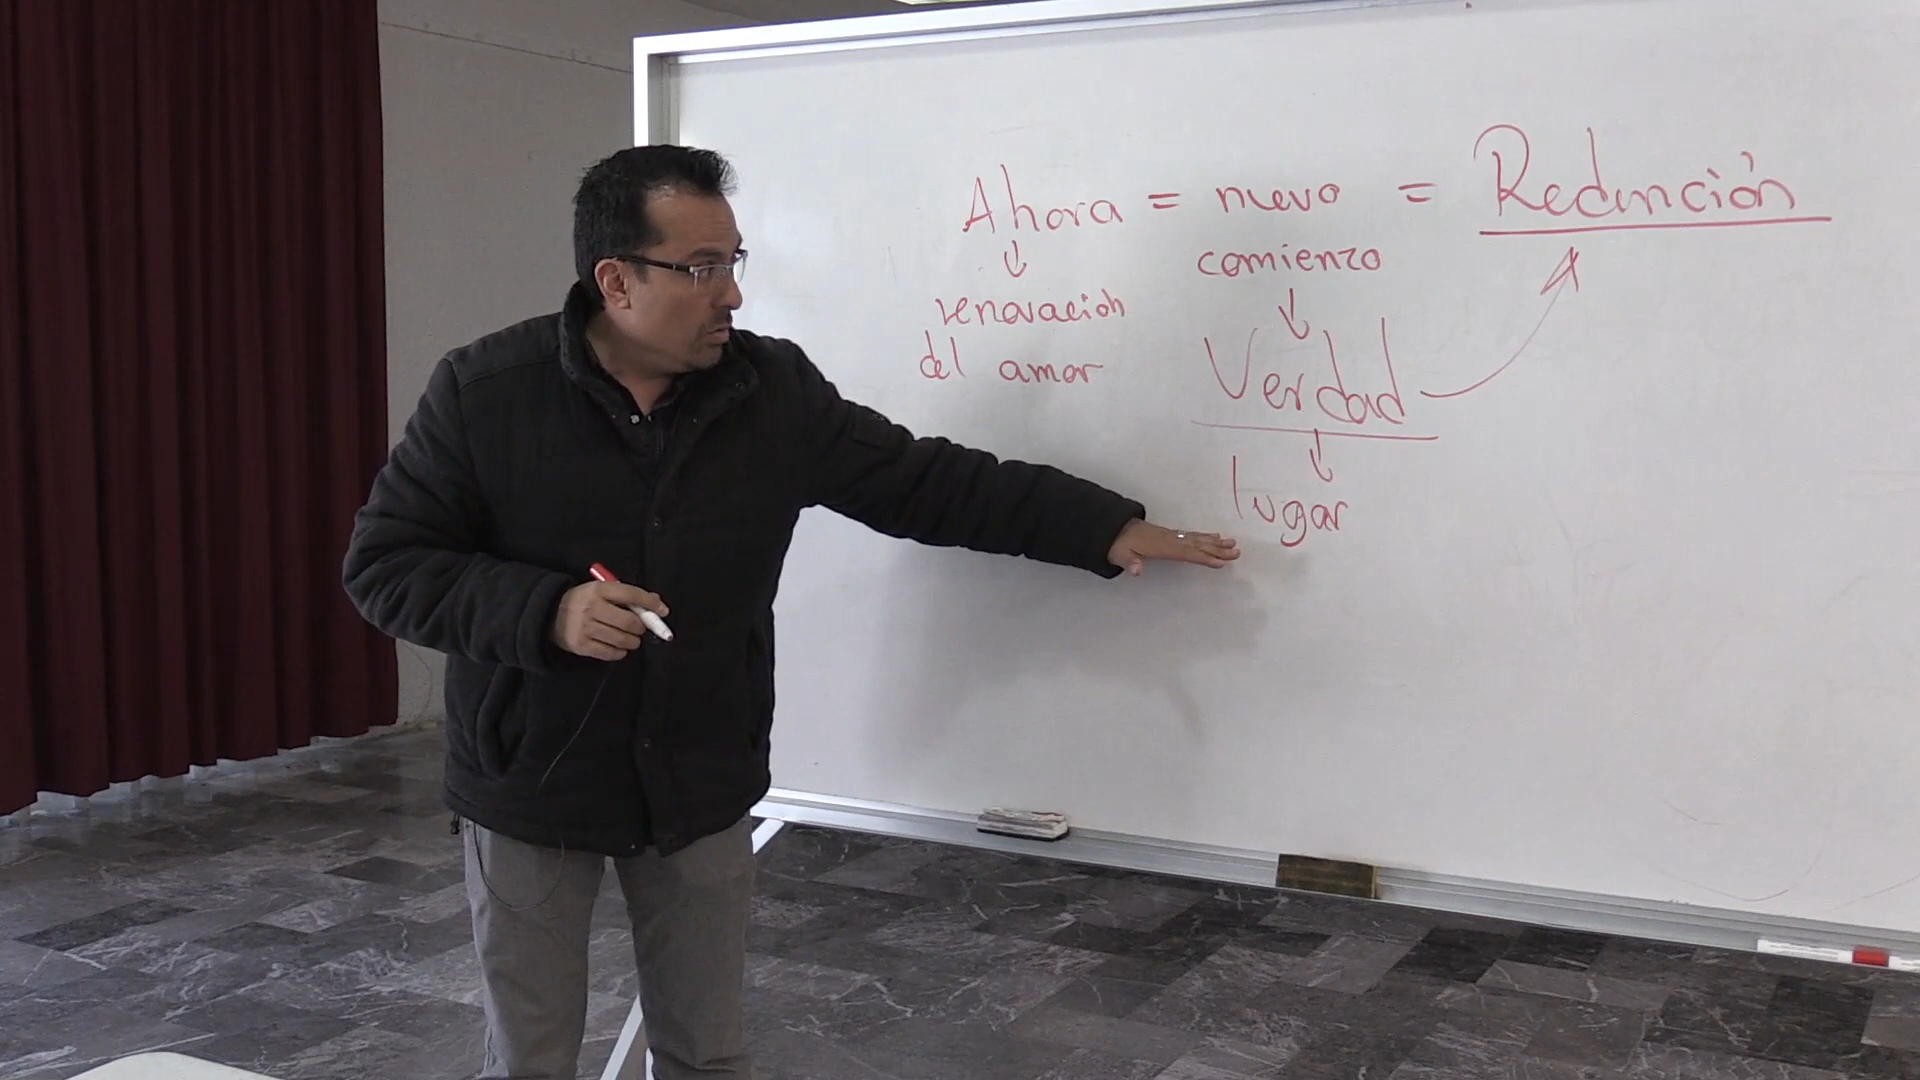 Ahora = nuevo = Redención
comienzo
renovación
del amor
Verdad
lugar